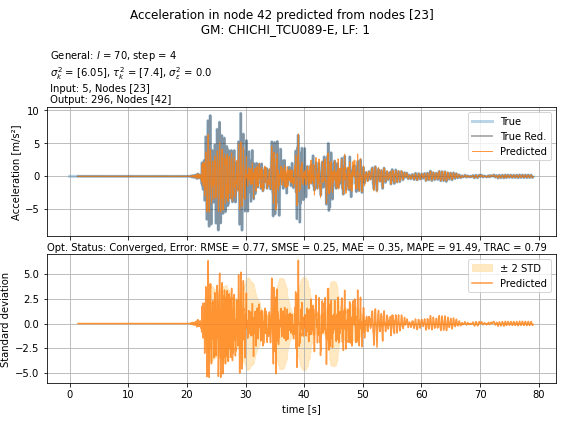 Acceleration in node 42 predicted from nodes [23]
GM: CHICHI_TCU089-E, LF: 1
General: l = 70, step = 4
σ²ₖ = [6.05], τ²ₖ = [7.4], σ²ₜ = 0.0
Input: 5, Nodes [23]
Output: 296, Nodes [42]
10
5
0
−5
Acceleration [m/s²]
True
True Red.
Predicted
Opt. Status: Converged, Error: RMSE = 0.77, SMSE = 0.25, MAE = 0.35, MAPE = 91.49, TRAC = 0.79
5.0
2.5
0.0
−2.5
−5.0
Standard deviation
± 2 STD
Predicted
0 10 20 30 40 50 60 70 80
time [s]